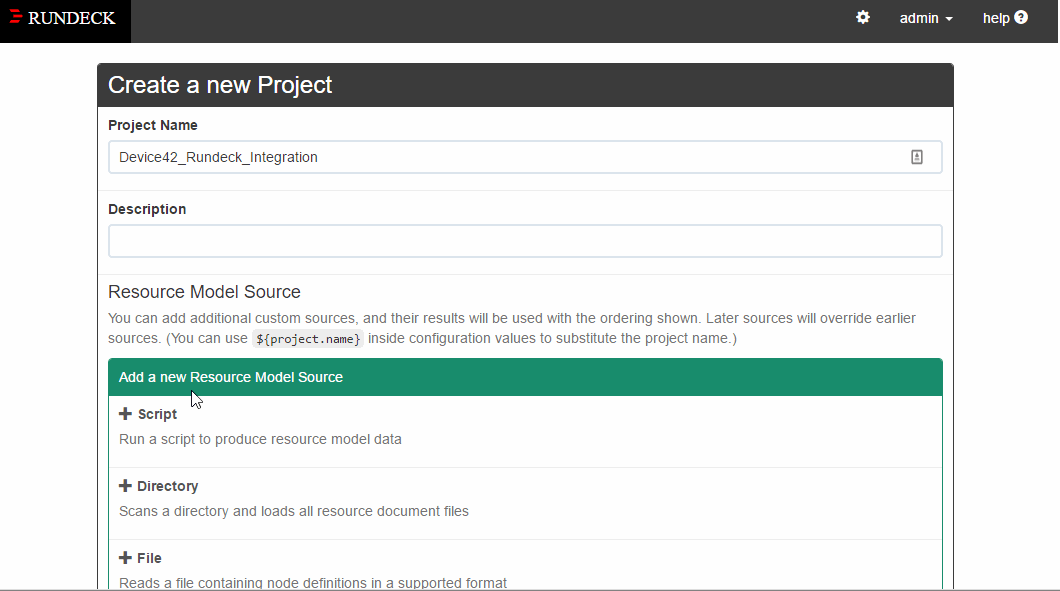 RUNDECK
admin
help
Create a new Project
Project Name
Device42_Rundeck_Integration
Description
Resource Model Source
You can add additional custom sources, and their results will be used with the ordering shown. Later sources will override earlier
sources. (You can use ${project.name} inside configuration values to substitute the project name.)
Add a new Resource Model Source
Script
Run a script to produce resource model data
Directory
Scans a directory and loads all resource document files
File
Reads a file containing node definitions in a supported format